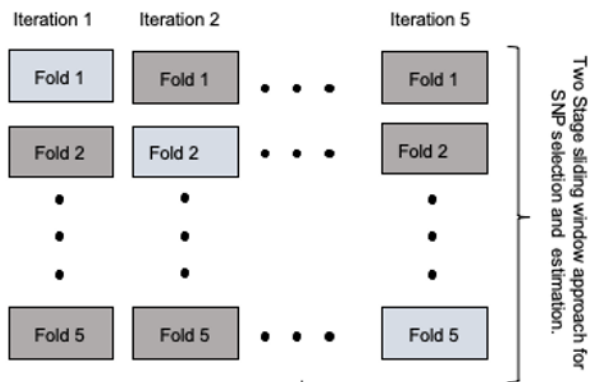 Iteration 1 Iteration 2 Iteration 5
Fold 1 Fold 1 Fold 1
Fold 2 Fold 2 Fold 2
Fold 5 Fold 5 Fold 5
Two Stage sliding window approach for
SNP selection and estimation.